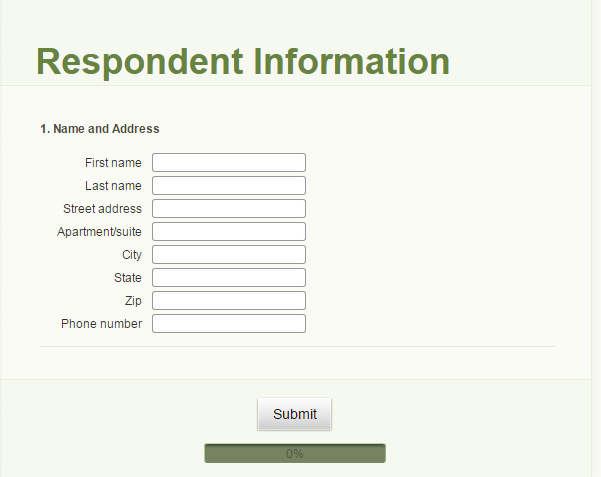 Respondent Information
1. Name and Address
First name
Last name
Street address
Apartment/suite
City
State
Zip
Phone number
Submit
0%